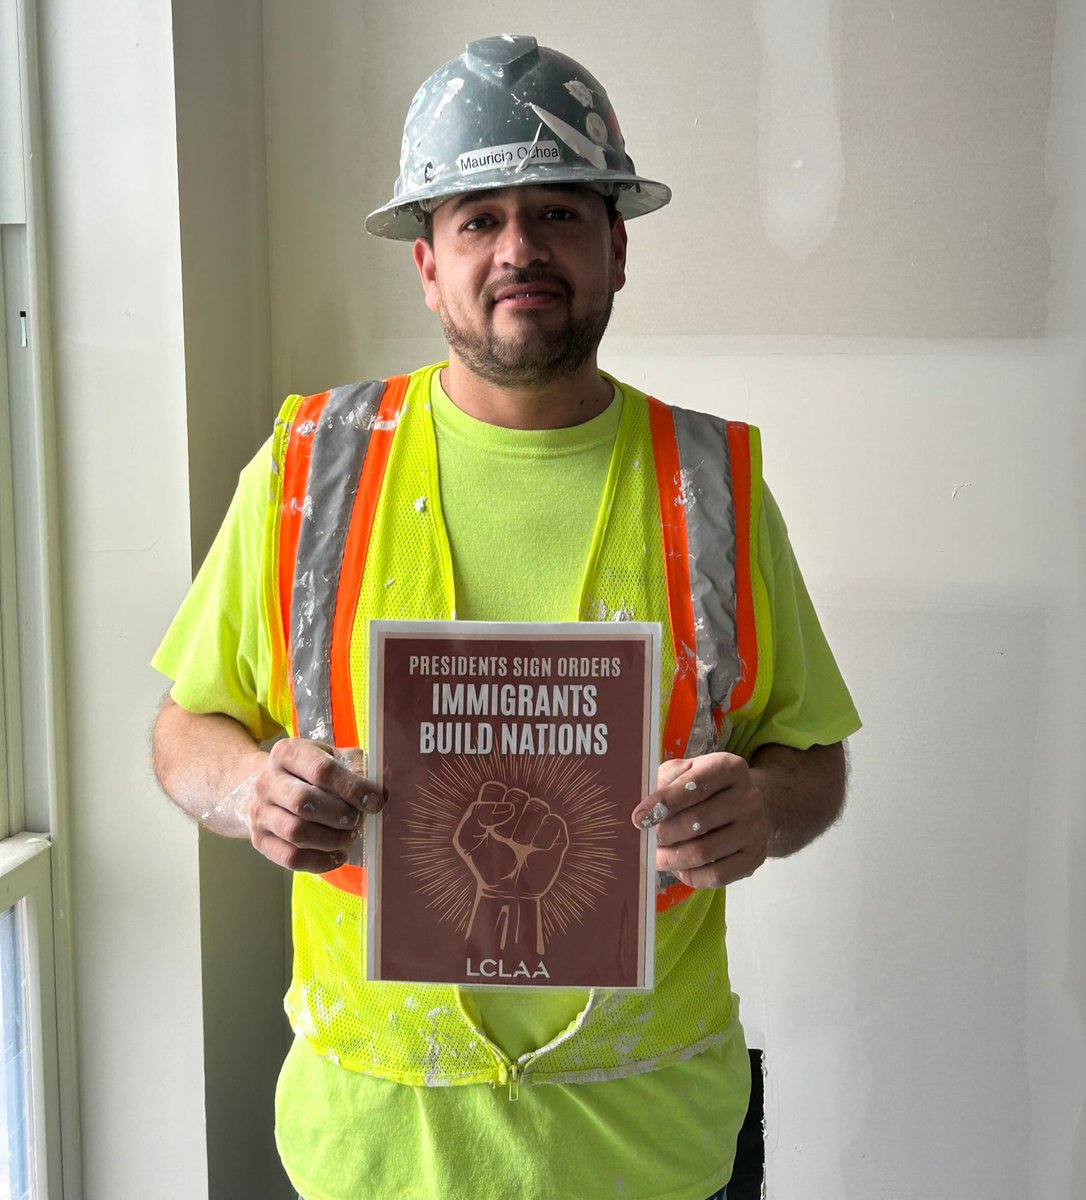 Mauricio Ochoa
PRESIDENTS SIGN ORDERS
IMMIGRANTS
BUILD NATIONS
LCLAA